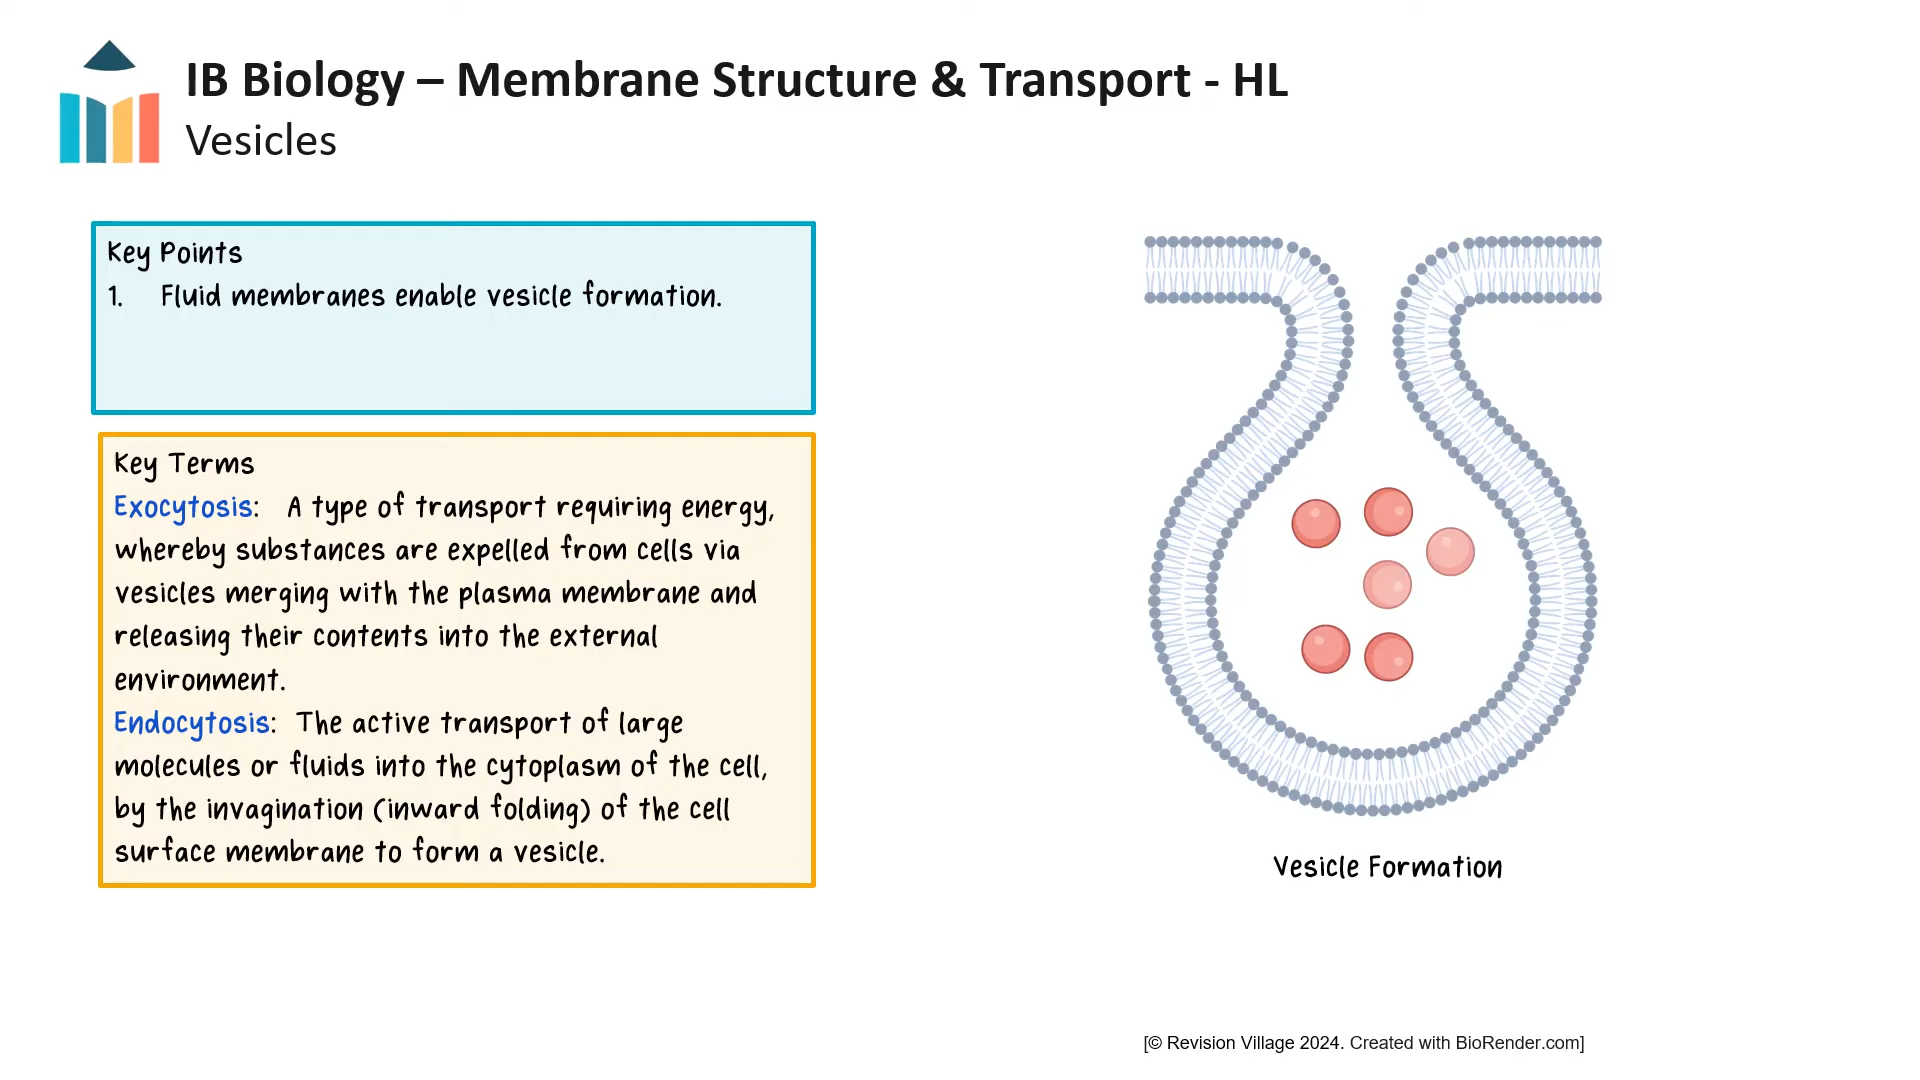 IB Biology – Membrane Structure & Transport - HL
Vesicles
Key Points
1. Fluid membranes enable vesicle formation.
Key Terms
Exocytosis: A type of transport requiring energy,
whereby substances are expelled from cells via
vesicles merging with the plasma membrane and
releasing their contents into the external
environment.
Endocytosis: The active transport of large
molecules or fluids into the cytoplasm of the cell,
by the invagination (inward folding) of the cell
surface membrane to form a vesicle.
Vesicle Formation
[© Revision Village 2024. Created with BioRender.com]